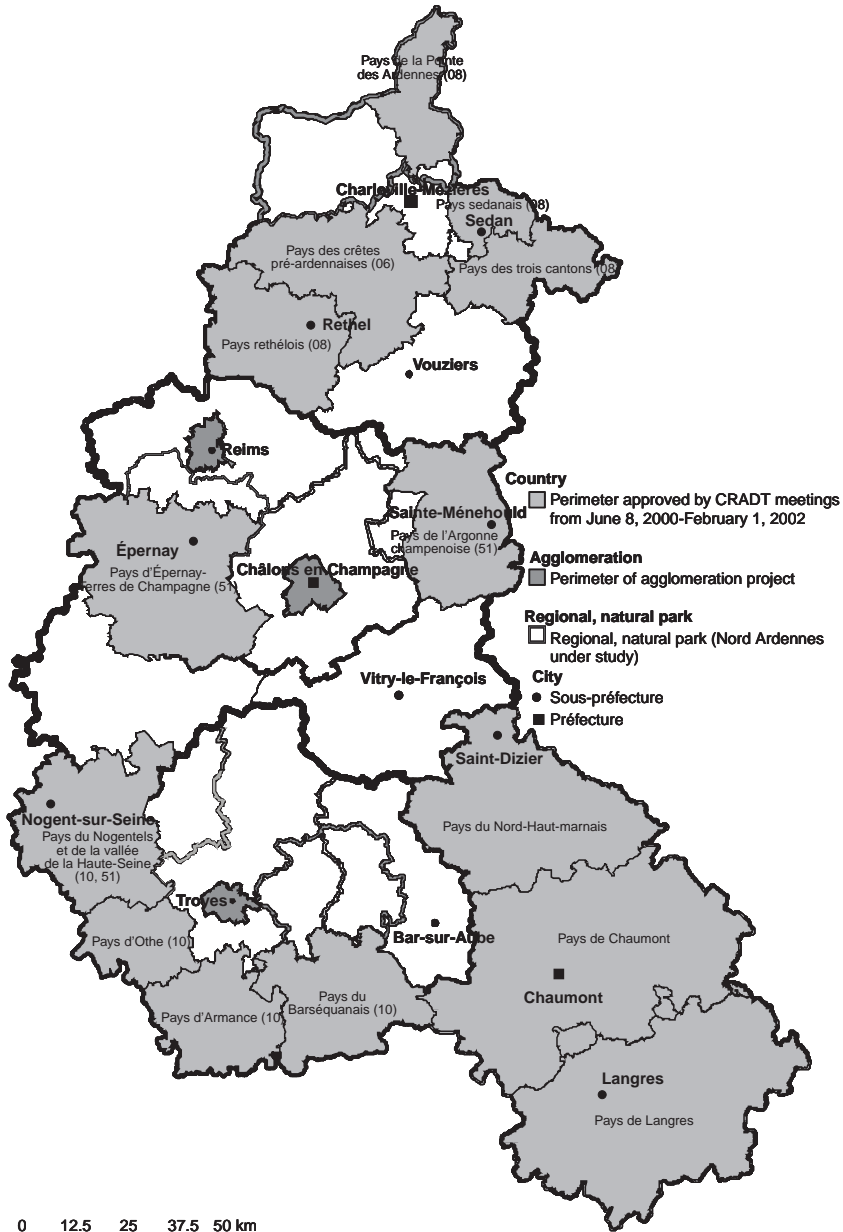 Pays de la Pointe
des Ardennes (08)
Charleville-Mézières
Pays sedanais (08)
Sedan
Pays des crêtes
pré-ardennaises (06)
Pays des trois cantons (08
Rethel
Pays rethélois (08)
Vouziers
Reims
Country
Perimeter approved by CRADT meetings
from June 8, 2000-February 1, 2002
Sainte-Ménehould
Pays de l'Argonne
champenoise (51)
Épernay
Pays d'Épernay-
Terres de Champagne (51)
Châlons en Champagne
Agglomeration
Perimeter of agglomeration project
Regional, natural park
Regional, natural park (Nord Ardennes
under study)
City
Sous-préfecture
Préfecture
Vitry-le-François
Saint-Dizier
Nogent-sur-Seine
Pays du Nogentels
et de la vallée
de la Haute-Seine
(10, 51)
Pays du Nord-Haut-marnais
Troyes
Bar-sur-Aube
Pays d'Othe (10)
Pays de Chaumont
Chaumont
Pays d'Armance (10
Pays du
Barséquanais (10)
Langres
Pays de Langres
0 12.5 25 37.5 50 km